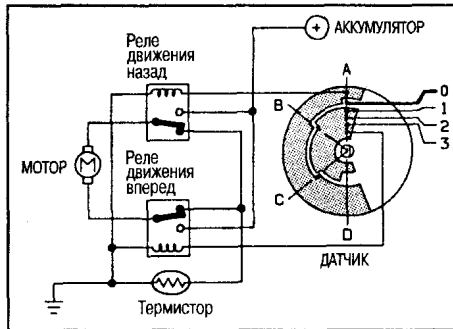 АККУМУЛЯТОР
Реле
движения
назад
A
0
1
2
3
B
МОТОР
M
Реле
движения
вперед
C
D
ДАТЧИК
Термистор